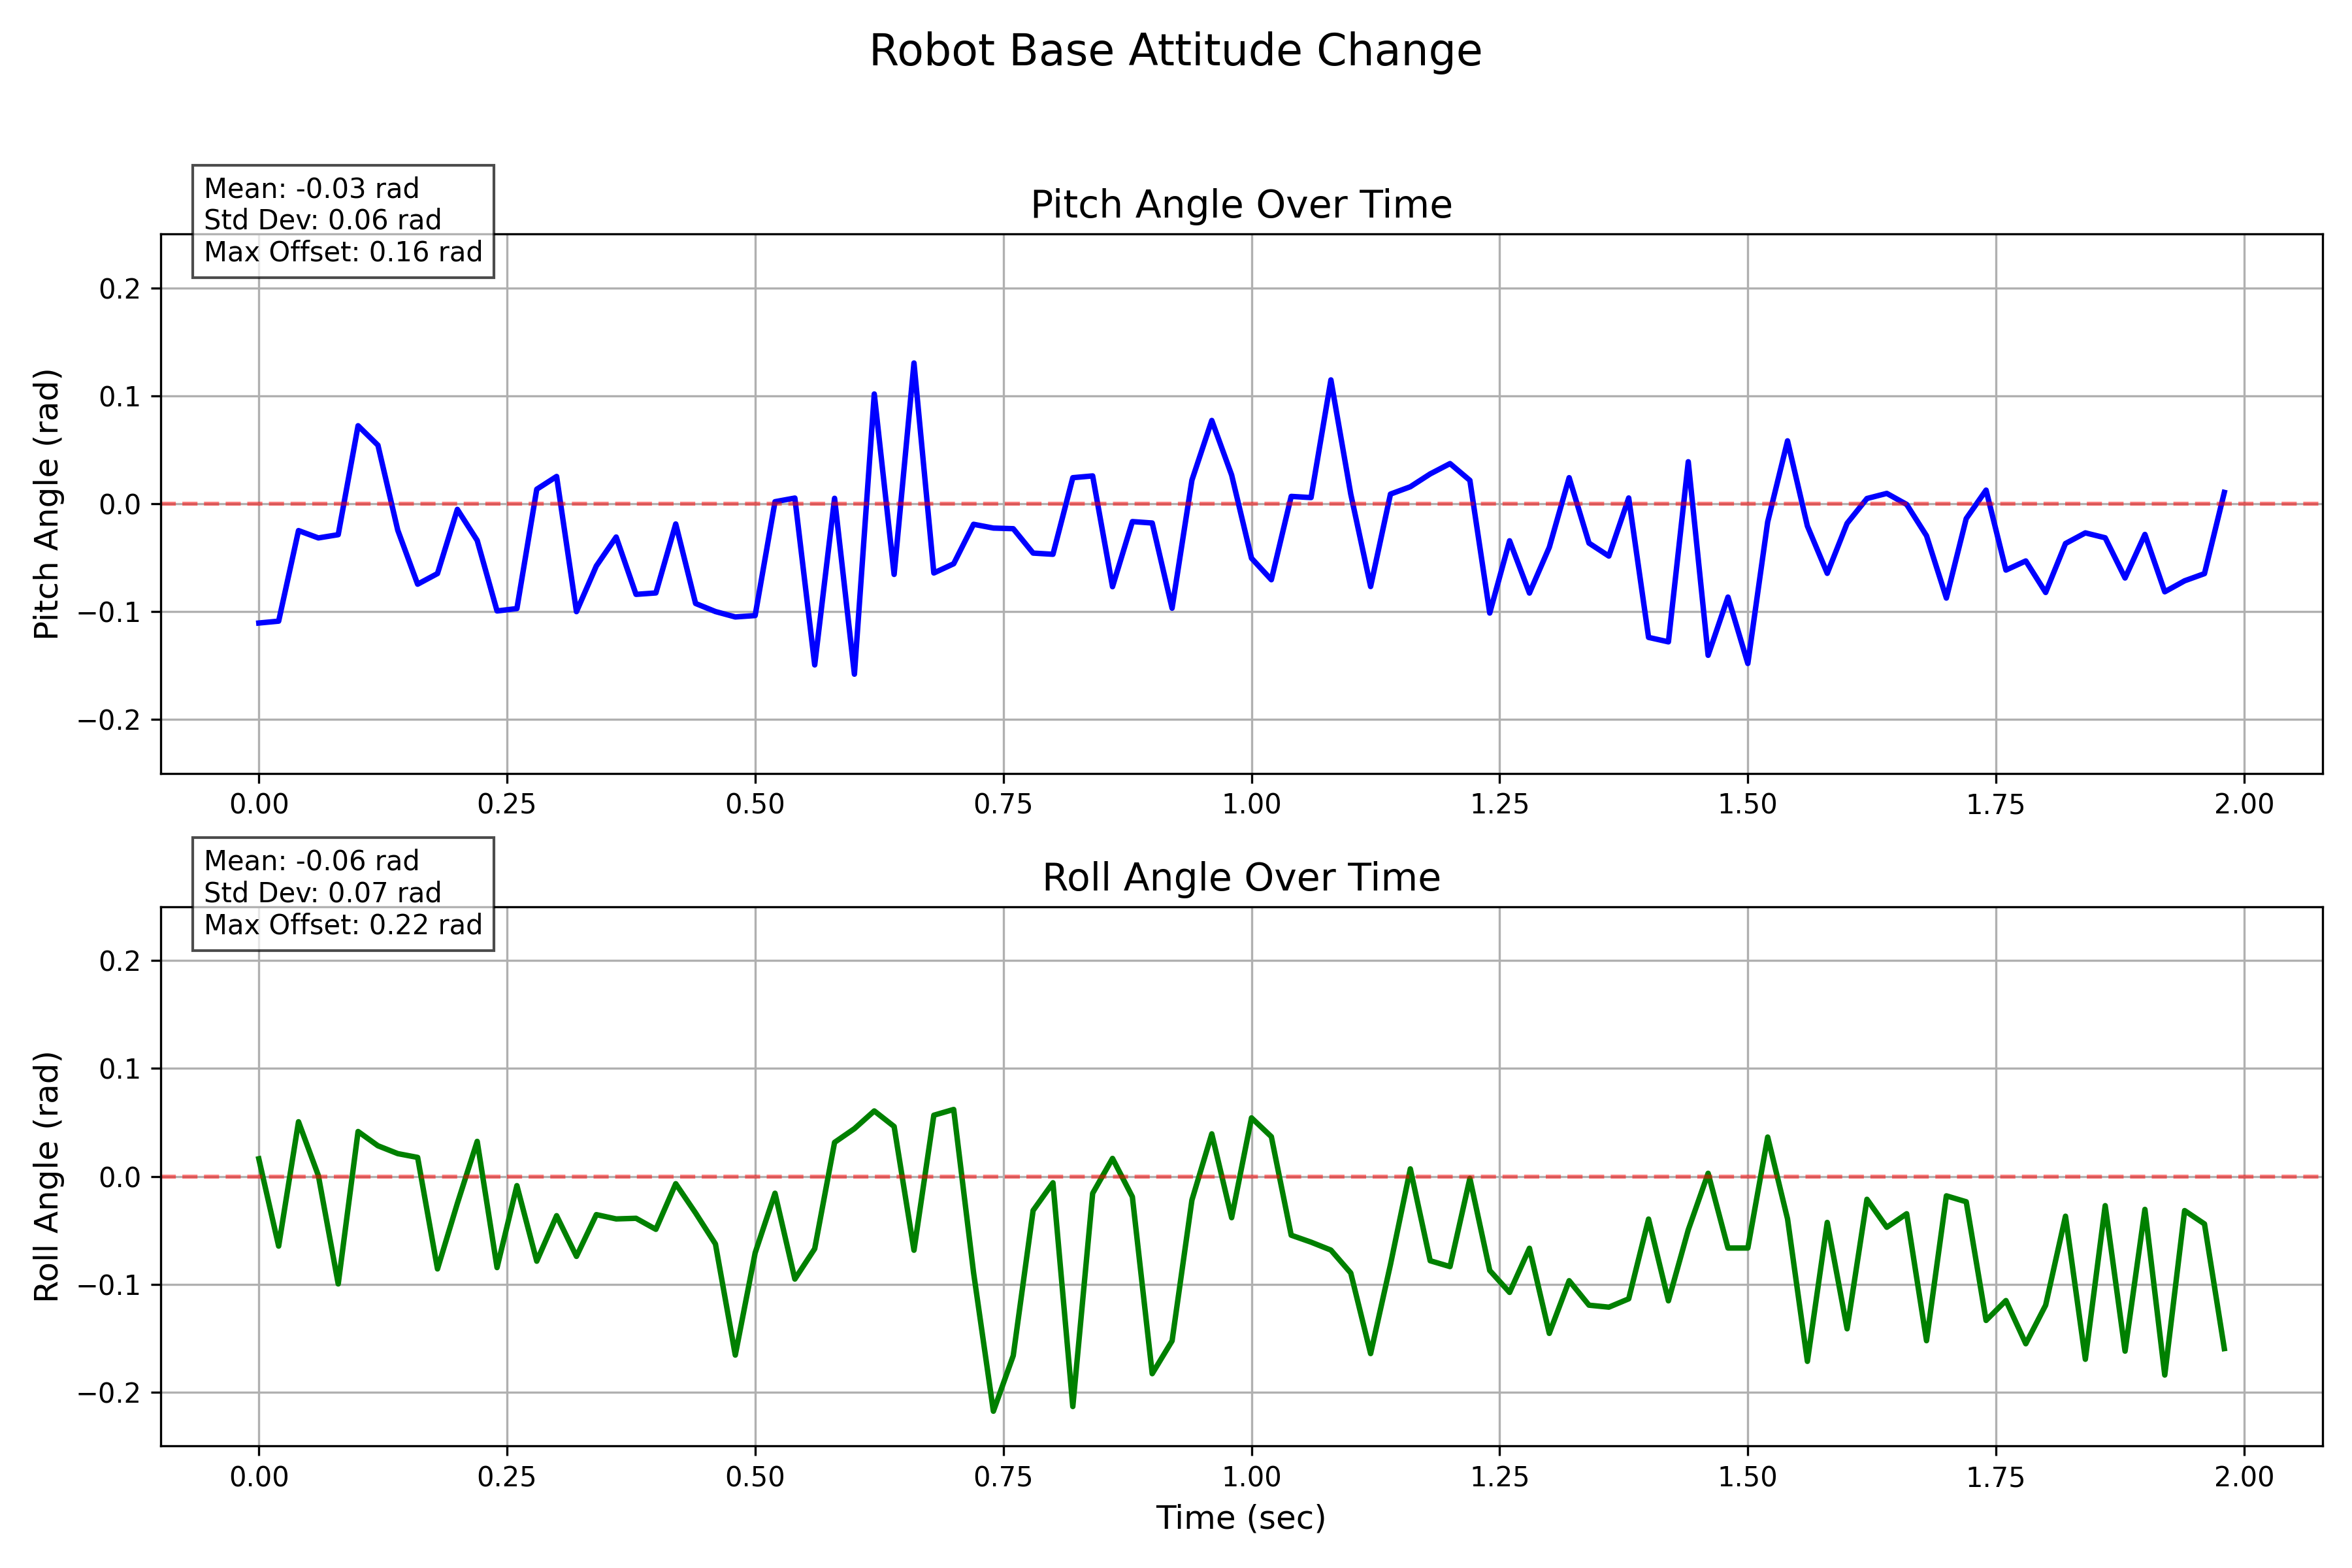 Robot Base Attitude Change
Mean: -0.03 rad
Std Dev: 0.06 rad
Max Offset: 0.16 rad
Pitch Angle Over Time
Pitch Angle (rad)
0.2
0.1
0.0
−0.1
−0.2
0.00 0.25 0.50 0.75 1.00 1.25 1.50 1.75 2.00
Mean: -0.06 rad
Std Dev: 0.07 rad
Max Offset: 0.22 rad
Roll Angle Over Time
Roll Angle (rad)
0.2
0.1
0.0
−0.1
−0.2
0.00 0.25 0.50 0.75 1.00 1.25 1.50 1.75 2.00
Time (sec)